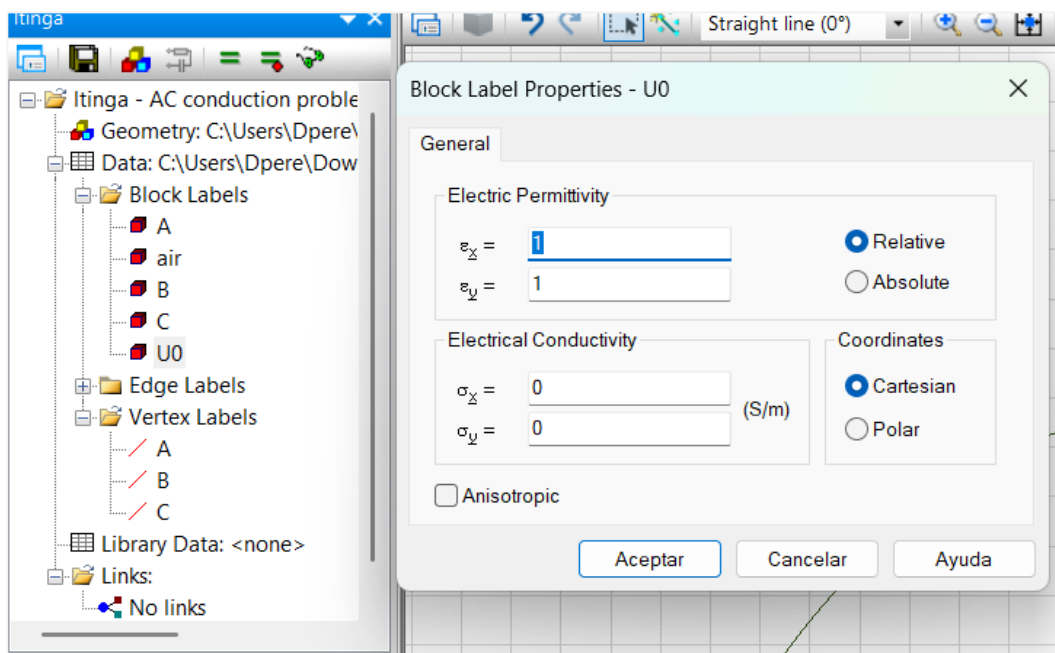 Itinga
Straight line (0°)
Itinga - AC conduction proble
Geometry: C:\Users\Dpere\
Data: C:\Users\Dpere\Dow
Block Labels
A
air
B
C
U0
Edge Labels
Vertex Labels
A
B
C
Library Data: <none>
Links:
No links
Block Label Properties - U0
General
Electric Permittivity
εx = 1
εy = 1
Relative
Absolute
Electrical Conductivity
σx = 0
σy = 0
(S/m)
Coordinates
Cartesian
Polar
Anisotropic
Aceptar Cancelar Ayuda